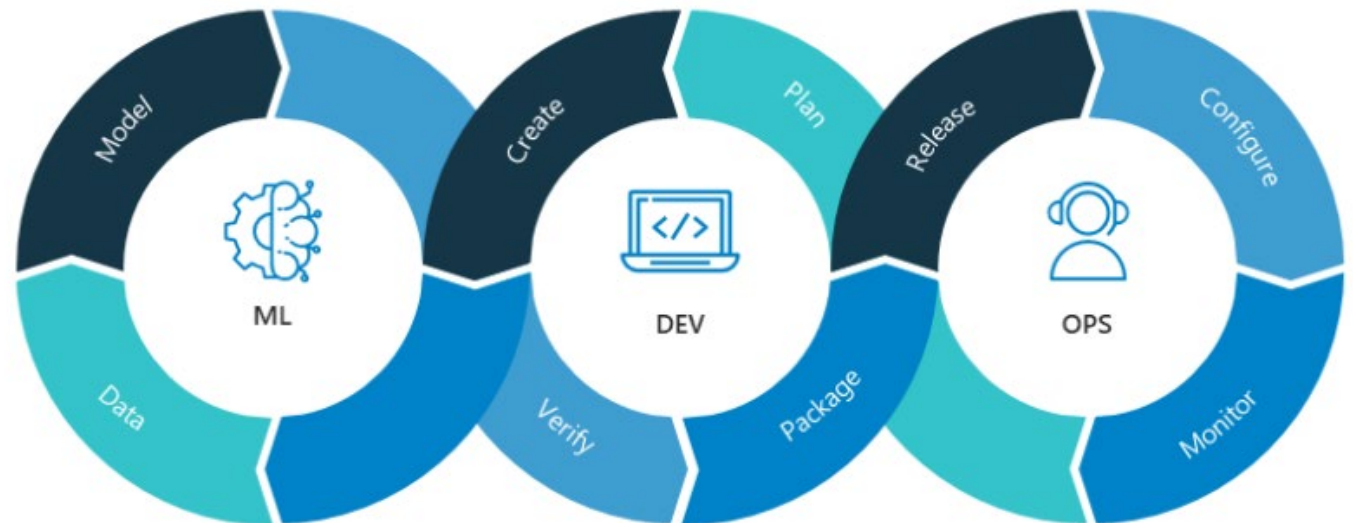 Model
Data
ML
Create
Plan
Verify
Package
</>
DEV
Release
Configure
Monitor
OPS